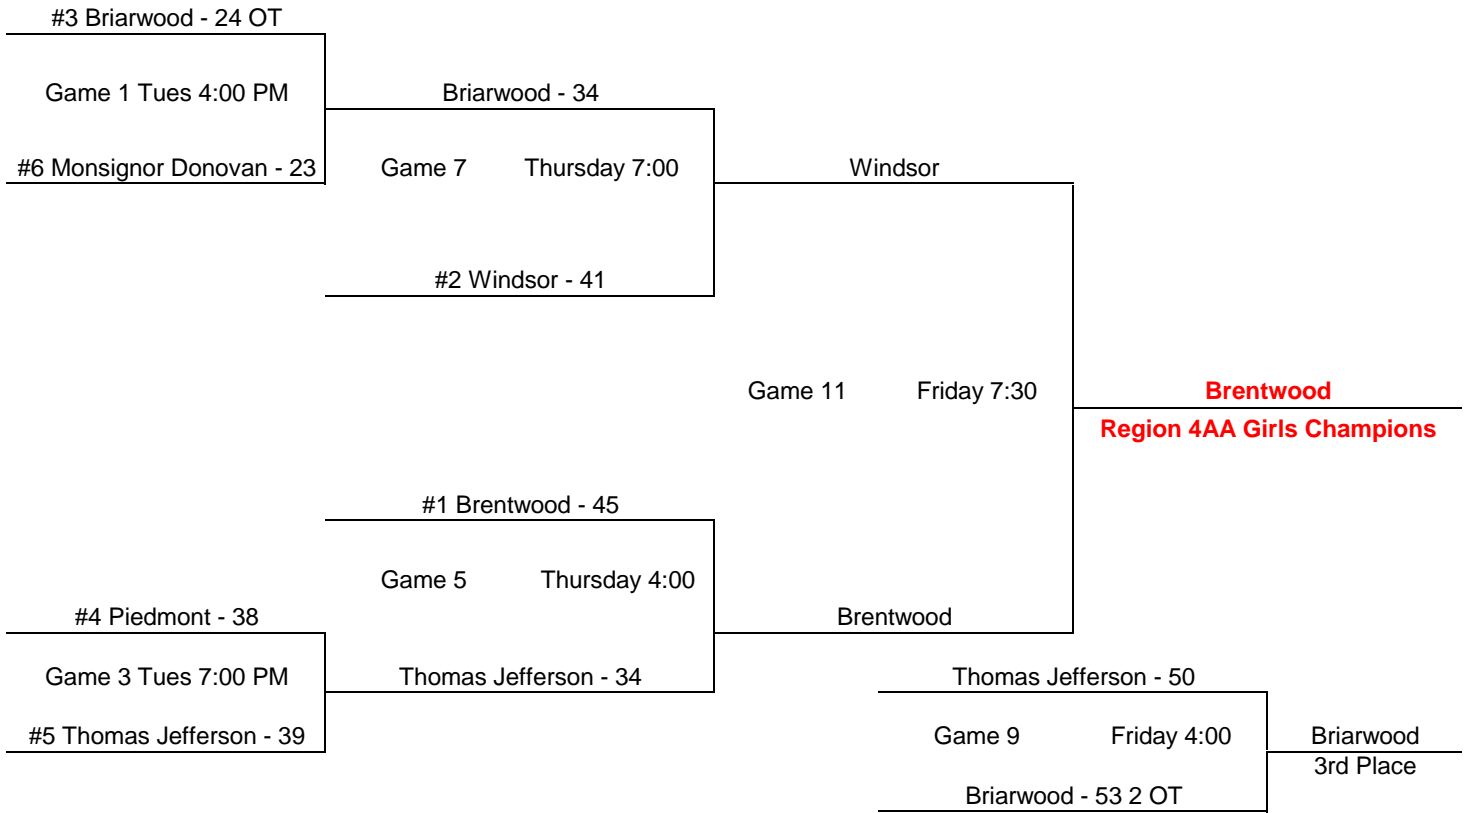 #3 Briarwood - 24 OT
Game 1 Tues 4:00 PM
Briarwood - 34
#6 Monsignor Donovan - 23
Game 7 Thursday 7:00
Windsor
#2 Windsor - 41
Game 11 Friday 7:30
Brentwood
Region 4AA Girls Champions
#1 Brentwood - 45
Game 5 Thursday 4:00
#4 Piedmont - 38
Brentwood
Game 3 Tues 7:00 PM
Thomas Jefferson - 34
Thomas Jefferson - 50
#5 Thomas Jefferson - 39
Game 9 Friday 4:00
Briarwood
3rd Place
Briarwood - 53 2 OT